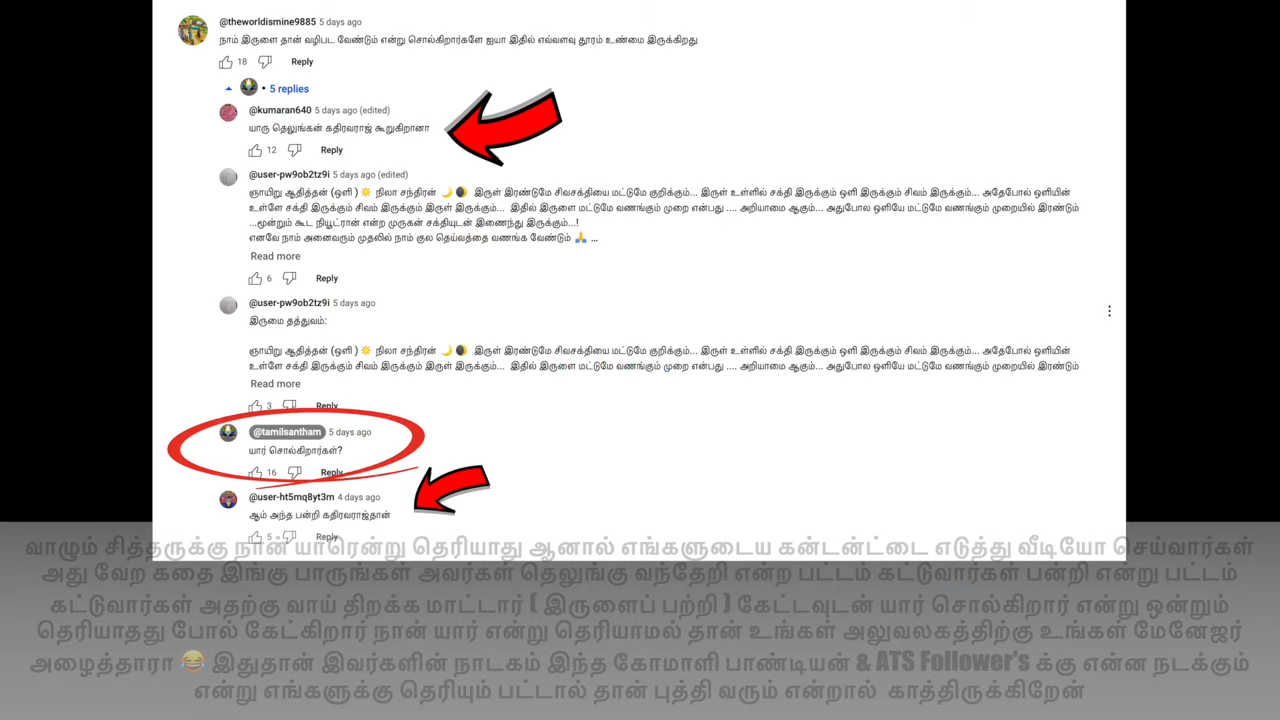 @theworldismine9885 5 days ago
நாம் இருளை தான் வழிபட வேண்டும் என்று சொல்கிறார்களே ஐயா இதில் எவ்வளவு தூரம் உண்மை இருக்கிறது
18 Reply
• 5 replies
@kumaran640 5 days ago (edited)
யாரு தெலுங்கன் கதிரவராஜ் கூறுகிறானா
12 Reply
@user-pw9ob2tz9i 5 days ago (edited)
ஞாயிறு ஆதித்தன் (ஒளி )☀️ நிலா சந்திரன் 🌙🌒 இருள் இரண்டுமே சிவசக்தியை மட்டுமே குறிக்கும்... இருள் உள்ளில் சக்தி இருக்கும் ஒளி இருக்கும் சிவம் இருக்கும்... அதேபோல் ஒளியின்
உள்ளே சக்தி இருக்கும் சிவம் இருக்கும் இருள் இருக்கும்... இதில் இருளை மட்டுமே வணங்கும் முறை என்பது .... அறியாமை ஆகும்... அதுபோல ஒளியே மட்டுமே வணங்கும் முறையில் இரண்டும்
...மூன்றும் கூட நியூட்ரான் என்ற முருகன் சக்தியுடன் இணைந்து இருக்கும்...!
எனவே நாம் அனைவரும் முதலில் நாம் குல தெய்வத்தை வணங்க வேண்டும் 🙏 ...
Read more
6 Reply
@user-pw9ob2tz9i 5 days ago
இருமை தத்துவம்:
ஞாயிறு ஆதித்தன் (ஒளி )☀️ நிலா சந்திரன் 🌙🌒 இருள் இரண்டுமே சிவசக்தியை மட்டுமே குறிக்கும்... இருள் உள்ளில் சக்தி இருக்கும் ஒளி இருக்கும் சிவம் இருக்கும்... அதேபோல் ஒளியின்
உள்ளே சக்தி இருக்கும் சிவம் இருக்கும் இருள் இருக்கும்... இதில் இருளை மட்டுமே வணங்கும் முறை என்பது .... அறியாமை ஆகும்... அதுபோல ஒளியே மட்டுமே வணங்கும் முறையில் இரண்டும்
Read more
3 Reply
@tamilsantham 5 days ago
யார் சொல்கிறார்கள்?
16 Reply
@user-ht5mq8yt3m 4 days ago
ஆம் அந்த பன்றி கதிரவராஜ்தான்
5 Reply
வாழும் சித்தருக்கு நான் யாரென்று தெரியாது ஆனால் எங்களுடைய கன்டன்ட்டை எடுத்து வீடியோ செய்வார்கள்
அது வேற கதை இங்கு பாருங்கள் அவர்கள் தெலுங்கு வந்தேறி என்ற பட்டம் கட்டுவார்கள் பன்றி என்று பட்டம்
கட்டுவார்கள் அதற்கு வாய் திறக்க மாட்டார் ( இருளைப் பற்றி ) கேட்டவுடன் யார் சொல்கிறார் என்று ஒன்றும்
தெரியாதது போல் கேட்கிறார் நான் யார் என்று தெரியாமல் தான் உங்கள் அலுவலகத்திற்கு உங்கள் மேனேஜர்
அழைத்தாரா 😂 இதுதான் இவர்களின் நாடகம் இந்த கோமாளி பாண்டியன் & ATS Follower's க்கு என்ன நடக்கும்
என்று எங்களுக்கு தெரியும் பட்டால் தான் புத்தி வரும் என்றால் காத்திருக்கிறேன்